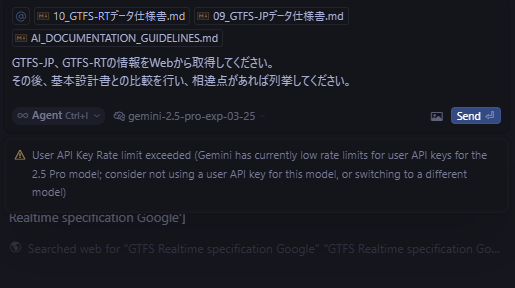 @ 10_GTFS-RTデータ仕様書.md 09_GTFS-JPデータ仕様書.md
AI_DOCUMENTATION_GUIDELINES.md
GTFS-JP、GTFS-RTの情報をWebから取得してください。
その後、基本設計書との比較を行い、相違点があれば列挙してください。
∞ Agent Ctrl+I gemini-2.5-pro-exp-03-25 Send ⏎
User API Key Rate limit exceeded (Gemini has currently low rate limits for user API keys for the
2.5 Pro model; consider not using a user API key for this model, or switching to a different
model)
Realtime specification Google']
Searched web for "GTFS Realtime specification Google" "GTFS Realtime specification Go...